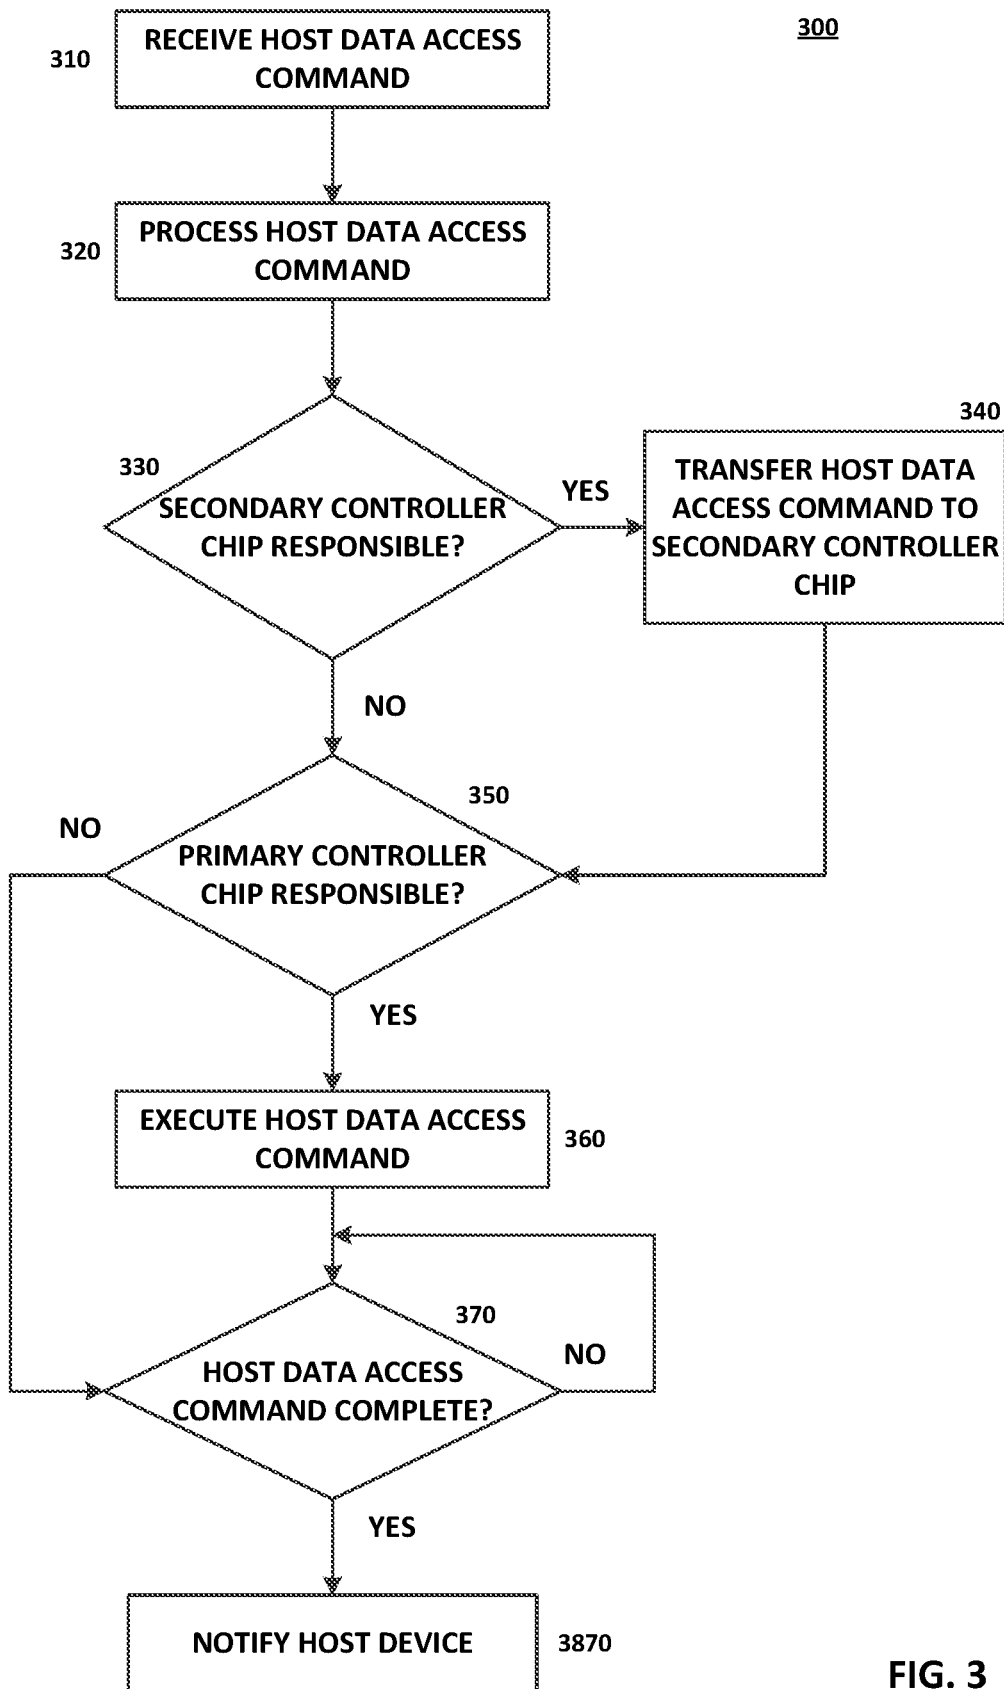 300
310
RECEIVE HOST DATA ACCESS
COMMAND
320
PROCESS HOST DATA ACCESS
COMMAND
330
SECONDARY CONTROLLER
CHIP RESPONSIBLE?
YES
340
TRANSFER HOST DATA
ACCESS COMMAND TO
SECONDARY CONTROLLER
CHIP
NO
350
PRIMARY CONTROLLER
CHIP RESPONSIBLE?
NO
YES
EXECUTE HOST DATA ACCESS
COMMAND
360
370
HOST DATA ACCESS
COMMAND COMPLETE?
NO
YES
NOTIFY HOST DEVICE
3870
FIG. 3